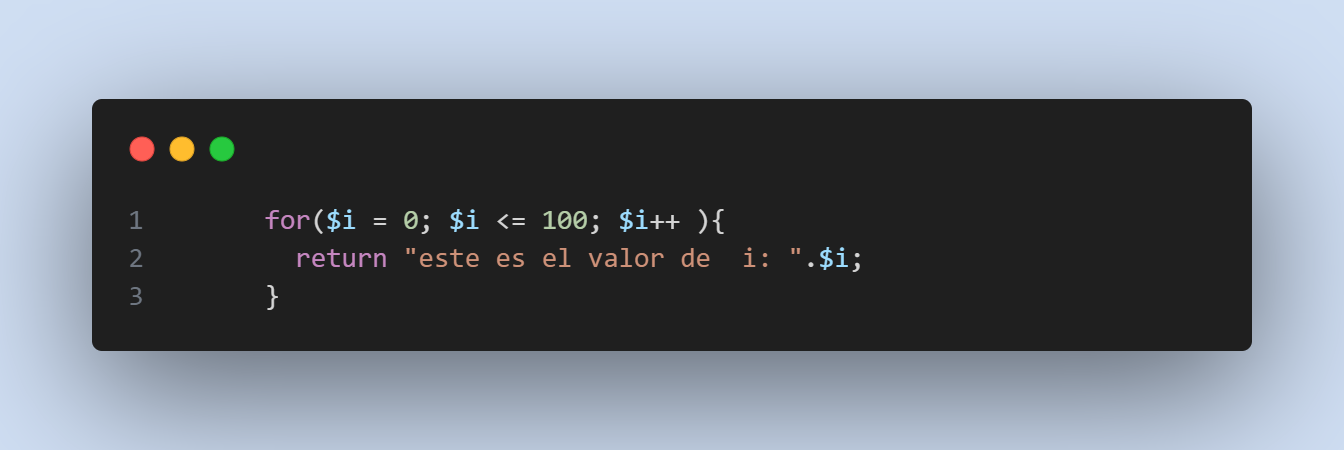 1 for($i = 0; $i <= 100; $i++ ){
2 return "este es el valor de  i: ".$i;
3 }